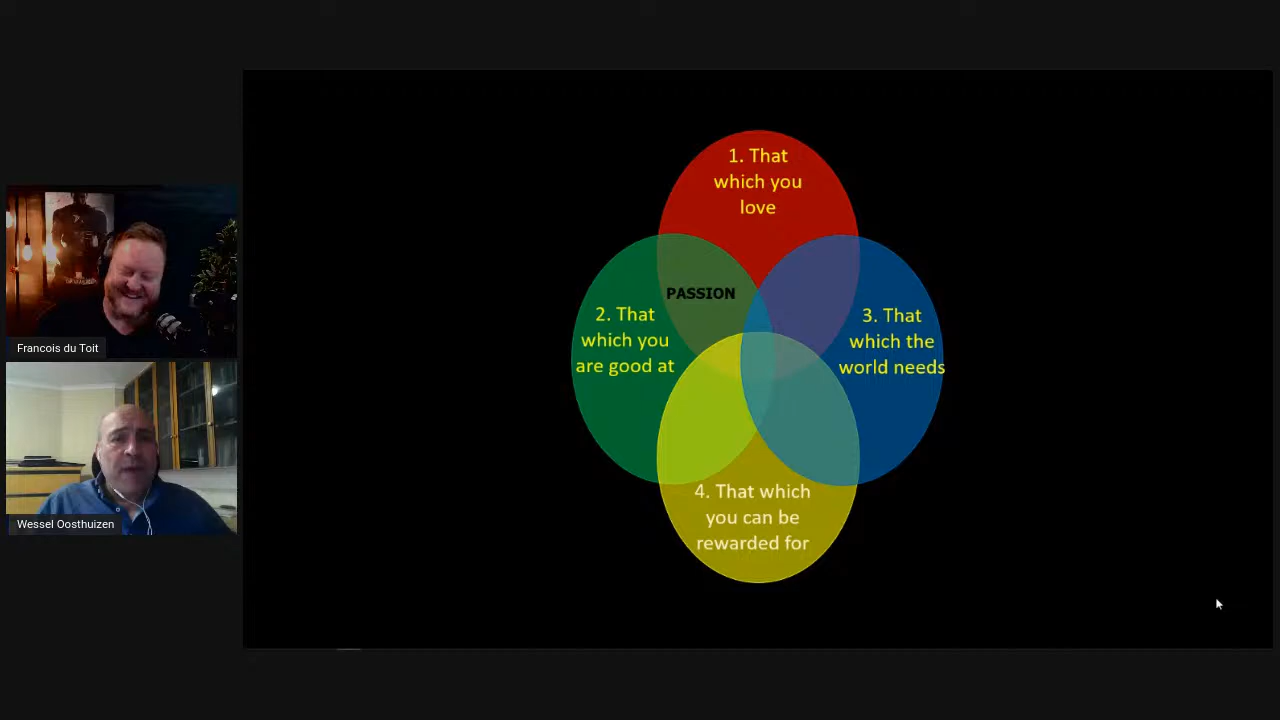 Francois du Toit
Wessel Oosthuizen
1. That
which you
love
PASSION
2. That
which you
are good at
3. That
which the
world needs
4. That which
you can be
rewarded for